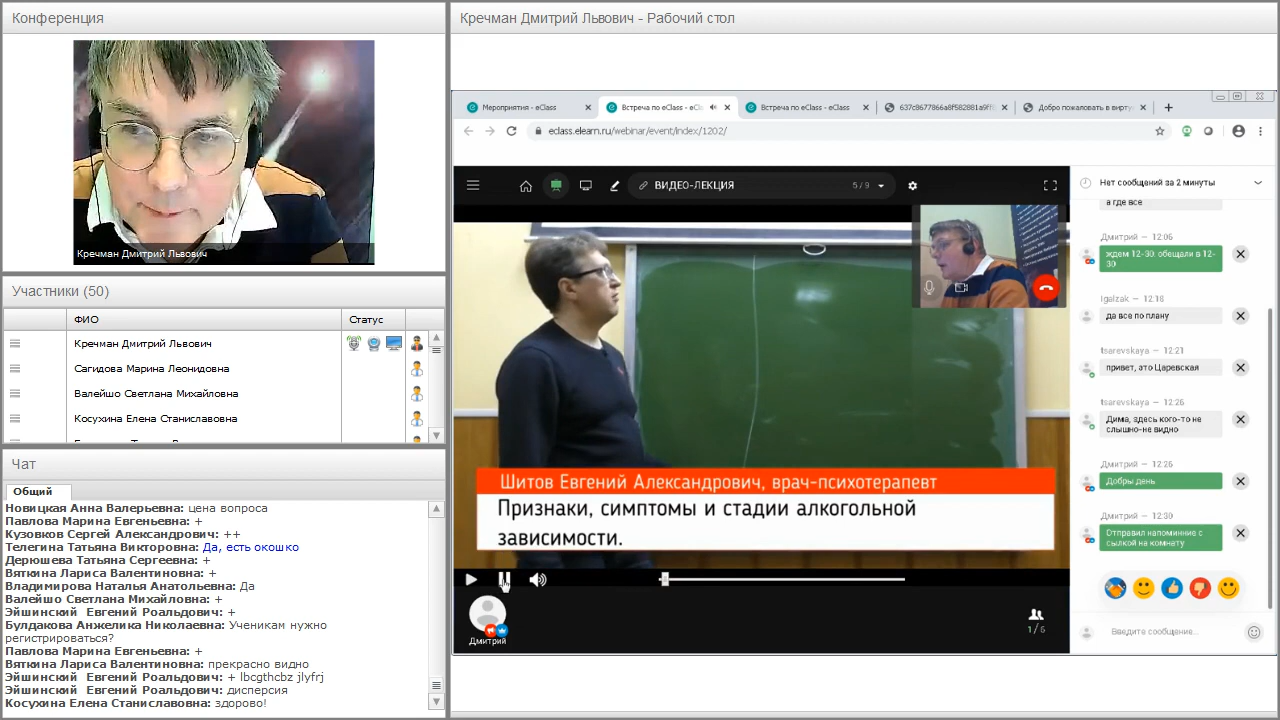 Конференция
Кречман Дмитрий Львович
Участники (50)
ФИО
Статус
Кречман Дмитрий Львович
Сагидова Марина Леонидовна
Валейшо Светлана Михайловна
Косухина Елена Станиславовна
Чат
Общий
Новицкая Анна Валерьевна: цена вопроса
Павлова Марина Евгеньевна: +
Кузовков Сергей Александрович: ++
Телегина Татьяна Викторовна: Да, есть окошко
Дерюшева Татьяна Сергеевна: +
Вяткина Лариса Валентиновна: +
Владимирова Наталья Анатольевна: Да
Валейшо Светлана Михайловна: +
Эйшинский Евгений Роальдович: +
Булдакова Анжелика Николаевна: Ученикам нужно
регистрироваться?
Павлова Марина Евгеньевна: +
Вяткина Лариса Валентиновна: прекрасно видно
Эйшинский Евгений Роальдович: + lbcgthcbz jlyfrj
Эйшинский Евгений Роальдович: дисперсия
Косухина Елена Станиславовна: здорово!
Кречман Дмитрий Львович - Рабочий стол
Мероприятия - eClass
Встреча по eClass - eCl
Встреча по eClass - eClass
637c8677866a8f582881a9f
Добро пожаловать в вирту
eclass.elearn.ru/webinar/event/index/1202/
ВИДЕО-ЛЕКЦИЯ
5 / 9
Шитов Евгений Александрович, врач-психотерапевт
Признаки, симптомы и стадии алкогольной
зависимости.
Дмитрий
1 / 6
Нет сообщений за 2 минуты
а где все
Дмитрий — 12:06
ждем 12-30. обещали в 12-
30
Igalzak — 12:18
да все по плану
tsarevskaya — 12:21
привет, это Царевская
tsarevskaya — 12:26
Дима, здесь кого-то не
слышно-не видно
Дмитрий — 12:26
Добры день
Дмитрий — 12:30
Отправил напоминние с
сылкой на комнату
Введите сообщение...